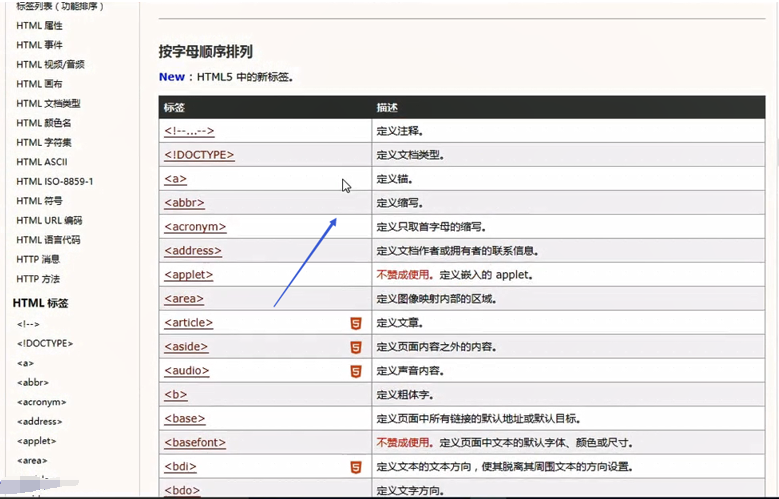 标签列表（功能排序）
HTML 属性
HTML 事件
HTML 视频/音频
HTML 画布
HTML 文档类型
HTML 颜色名
HTML 字符集
HTML ASCII
HTML ISO-8859-1
HTML 符号
HTML URL 编码
HTML 语言代码
HTTP 消息
HTTP 方法
HTML 标签
<!-->
<!DOCTYPE>
<a>
<abbr>
<acronym>
<address>
<applet>
<area>
按字母顺序排列
New：HTML5 中的新标签。
标签 描述
<!--...--> 定义注释。
<!DOCTYPE> 定义文档类型。
<a> 定义锚。
<abbr> 定义缩写。
<acronym> 定义只取首字母的缩写。
<address> 定义文档作者或拥有者的联系信息。
<applet> 不赞成使用。定义嵌入的 applet。
<area> 定义图像映射内部的区域。
<article> 5 定义文章。
<aside> 5 定义页面内容之外的内容。
<audio> 5 定义声音内容。
<b> 定义粗体字。
<base> 定义页面中所有链接的默认地址或默认目标。
<basefont> 不赞成使用。定义页面中文本的默认字体、颜色或尺寸。
<bdi> 5 定义文本的文本方向，使其脱离其周围文本的方向设置。
<bdo> 定义文字方向。